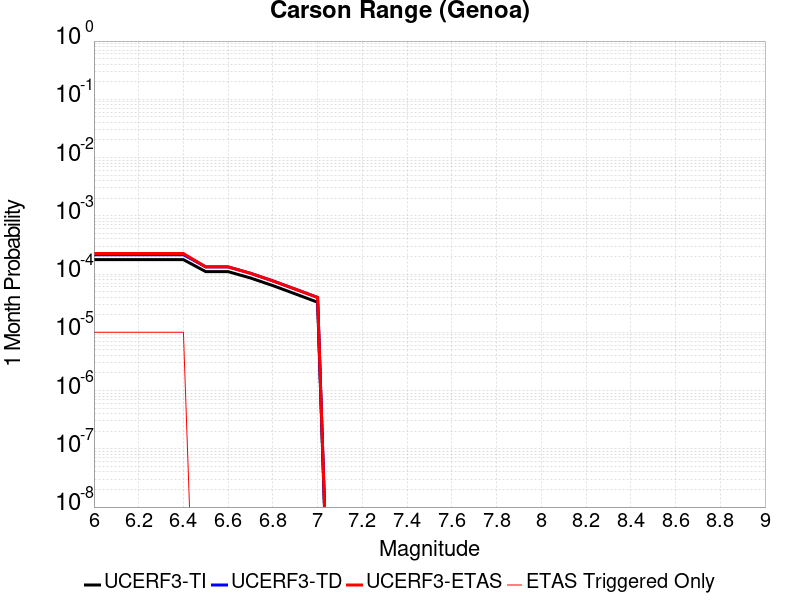 Carson Range (Genoa)
10 0
10 -1
10 -2
10 -3
10 -4
10 -5
10 -6
10 -7
10 -8
1 Month Probability
6 6.2 6.4 6.6 6.8 7 7.2 7.4 7.6 7.8 8 8.2 8.4 8.6 8.8 9
Magnitude
UCERF3-TI UCERF3-TD UCERF3-ETAS ETAS Triggered Only